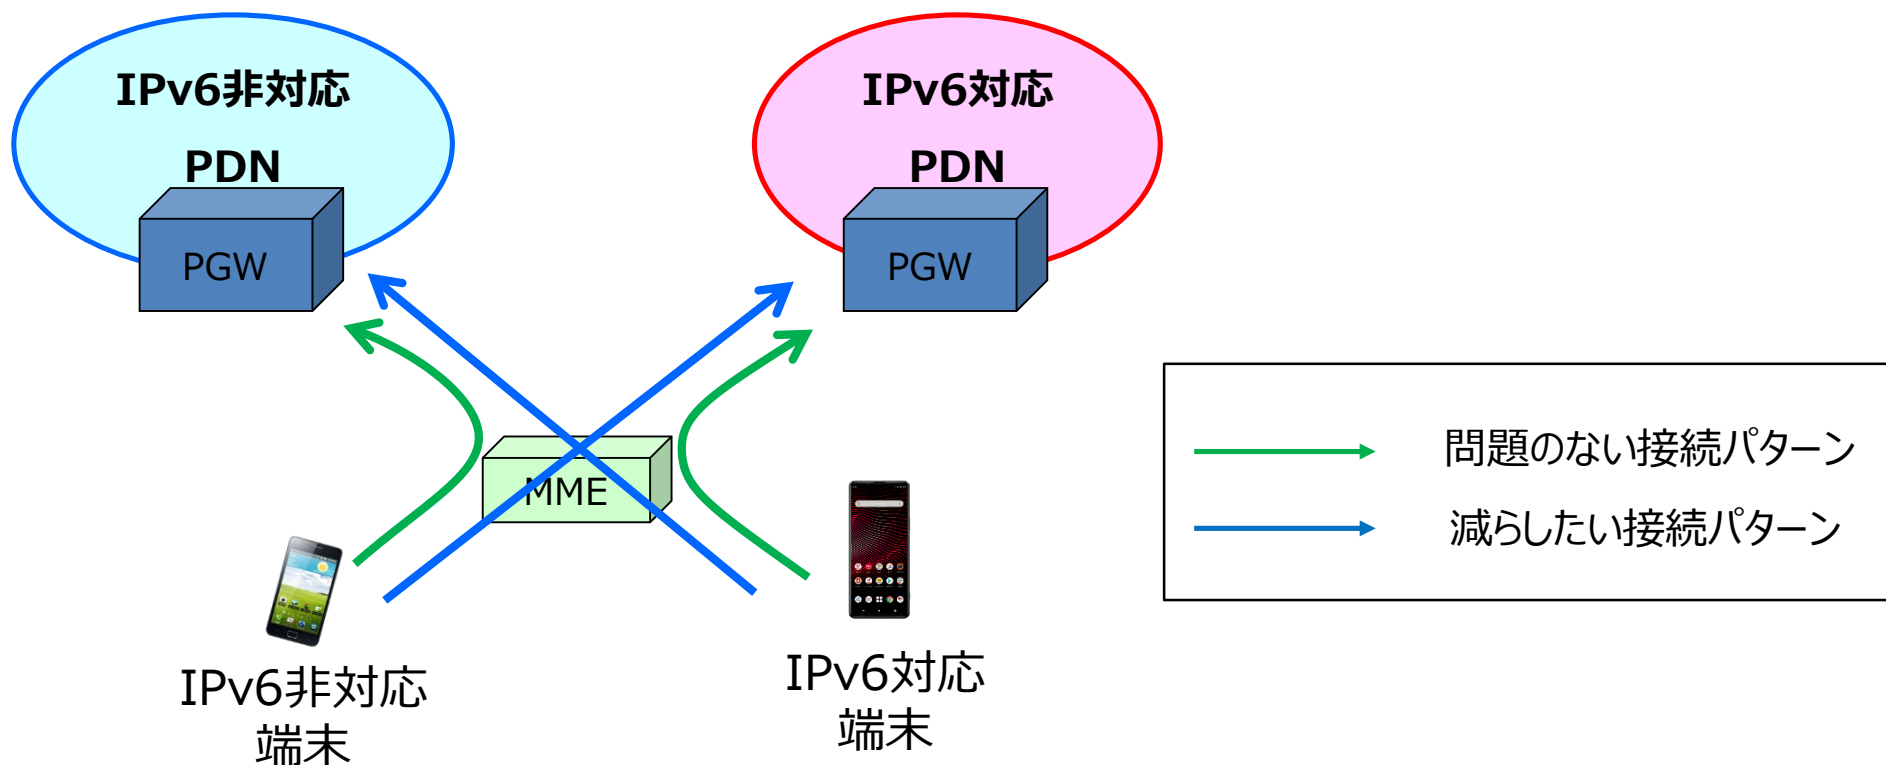 IPv6非対応
PDN
PGW
IPv6対応
PDN
PGW
MME
IPv6非対応
端末
IPv6対応
端末
問題のない接続パターン
減らしたい接続パターン